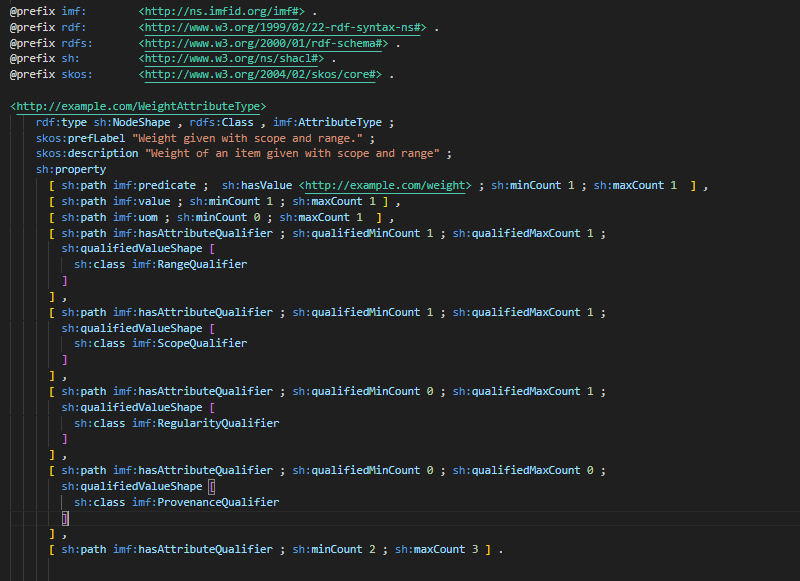 @prefix imf: <http://ns.imfid.org/imf#> .
@prefix rdf: <http://www.w3.org/1999/02/22-rdf-syntax-ns#> .
@prefix rdfs: <http://www.w3.org/2000/01/rdf-schema#> .
@prefix sh: <http://www.w3.org/ns/shacl#> .
@prefix skos: <http://www.w3.org/2004/02/skos/core#> .
<http://example.com/WeightAttributeType>
rdf:type sh:NodeShape , rdfs:Class , imf:AttributeType ;
skos:prefLabel "Weight given with scope and range." ;
skos:description "Weight of an item given with scope and range" ;
sh:property
[ sh:path imf:predicate ; sh:hasValue <http://example.com/weight> ; sh:minCount 1 ; sh:maxCount 1 ] ,
[ sh:path imf:value ; sh:minCount 1 ; sh:maxCount 1 ] ,
[ sh:path imf:uom ; sh:minCount 0 ; sh:maxCount 1 ] ,
[ sh:path imf:hasAttributeQualifier ; sh:qualifiedMinCount 1 ; sh:qualifiedMaxCount 1 ;
sh:qualifiedValueShape [
sh:class imf:RangeQualifier
]
] ,
[ sh:path imf:hasAttributeQualifier ; sh:qualifiedMinCount 1 ; sh:qualifiedMaxCount 1 ;
sh:qualifiedValueShape [
sh:class imf:ScopeQualifier
]
] ,
[ sh:path imf:hasAttributeQualifier ; sh:qualifiedMinCount 0 ; sh:qualifiedMaxCount 1 ;
sh:qualifiedValueShape [
sh:class imf:RegularityQualifier
]
] ,
[ sh:path imf:hasAttributeQualifier ; sh:qualifiedMinCount 0 ; sh:qualifiedMaxCount 0 ;
sh:qualifiedValueShape [
sh:class imf:ProvenanceQualifier
]
] ,
[ sh:path imf:hasAttributeQualifier ; sh:minCount 2 ; sh:maxCount 3 ] .